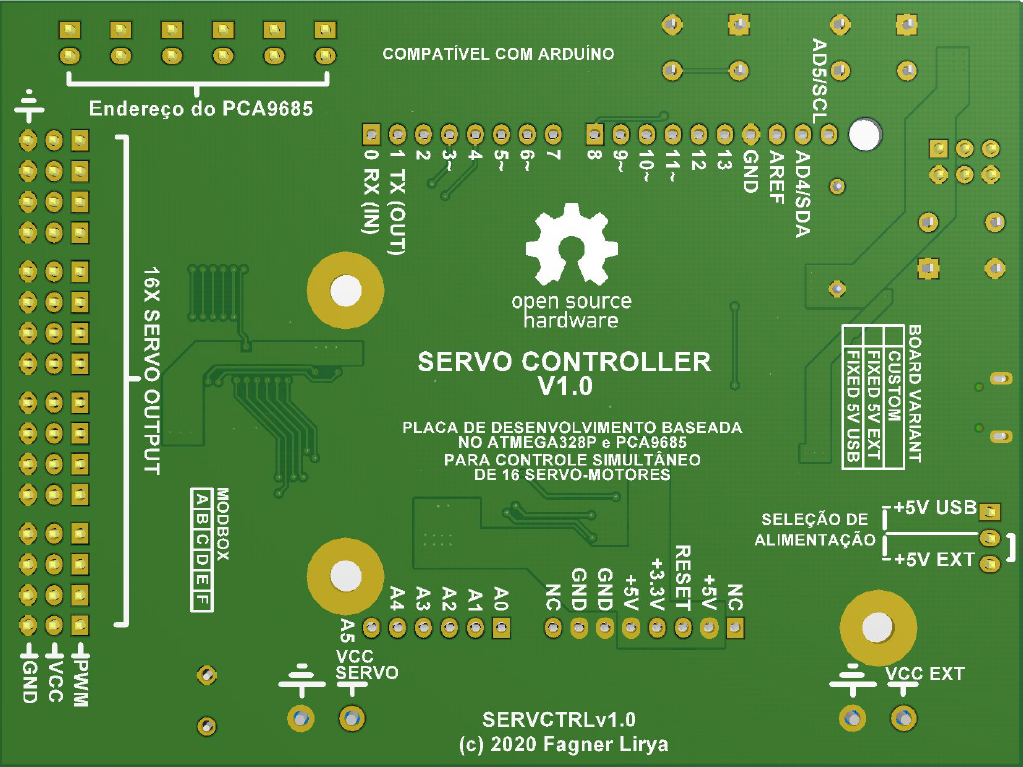 COMPATÍVEL COM ARDUÍNO
Endereço do PCA9685
AD5/SCL
0 RX (IN)
1 TX (OUT)
2
3~
4
5~
6~
7
8
9~
10~
11~
12
13
GND
AREF
AD4/SDA
16X SERVO OUTPUT
open source
hardware
SERVO CONTROLLER
V1.0
PLACA DE DESENVOLVIMENTO BASEADA
NO ATMEGA328P e PCA9685
PARA CONTROLE SIMULTÂNEO
DE 16 SERVO-MOTORES
BOARD VARIANT
CUSTOM
FIXED 5V EXT
FIXED 5V USB
MODBOX
A
B
C
D
E
F
SELEÇÃO DE
ALIMENTAÇÃO
+5V USB
+5V EXT
A5
A4
A3
A2
A1
A0
NC
GND
GND
+5V
+3.3V
RESET
+5V
NC
GND
VCC
PWM
VCC
SERVO
VCC EXT
SERVCTRLv1.0
(c) 2020 Fagner Lirya